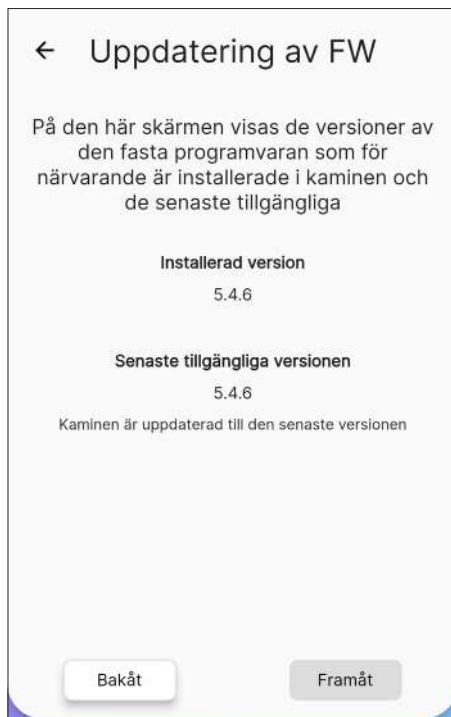 Uppdatering av FW
På den här skärmen visas de versioner av
den fasta programvaran som för
närvarande är installerade i kaminen och
de senaste tillgängliga
Installerad version
5.4.6
Senaste tillgängliga versionen
5.4.6
Kaminen är uppdaterad till den senaste versionen
Bakåt
Framåt